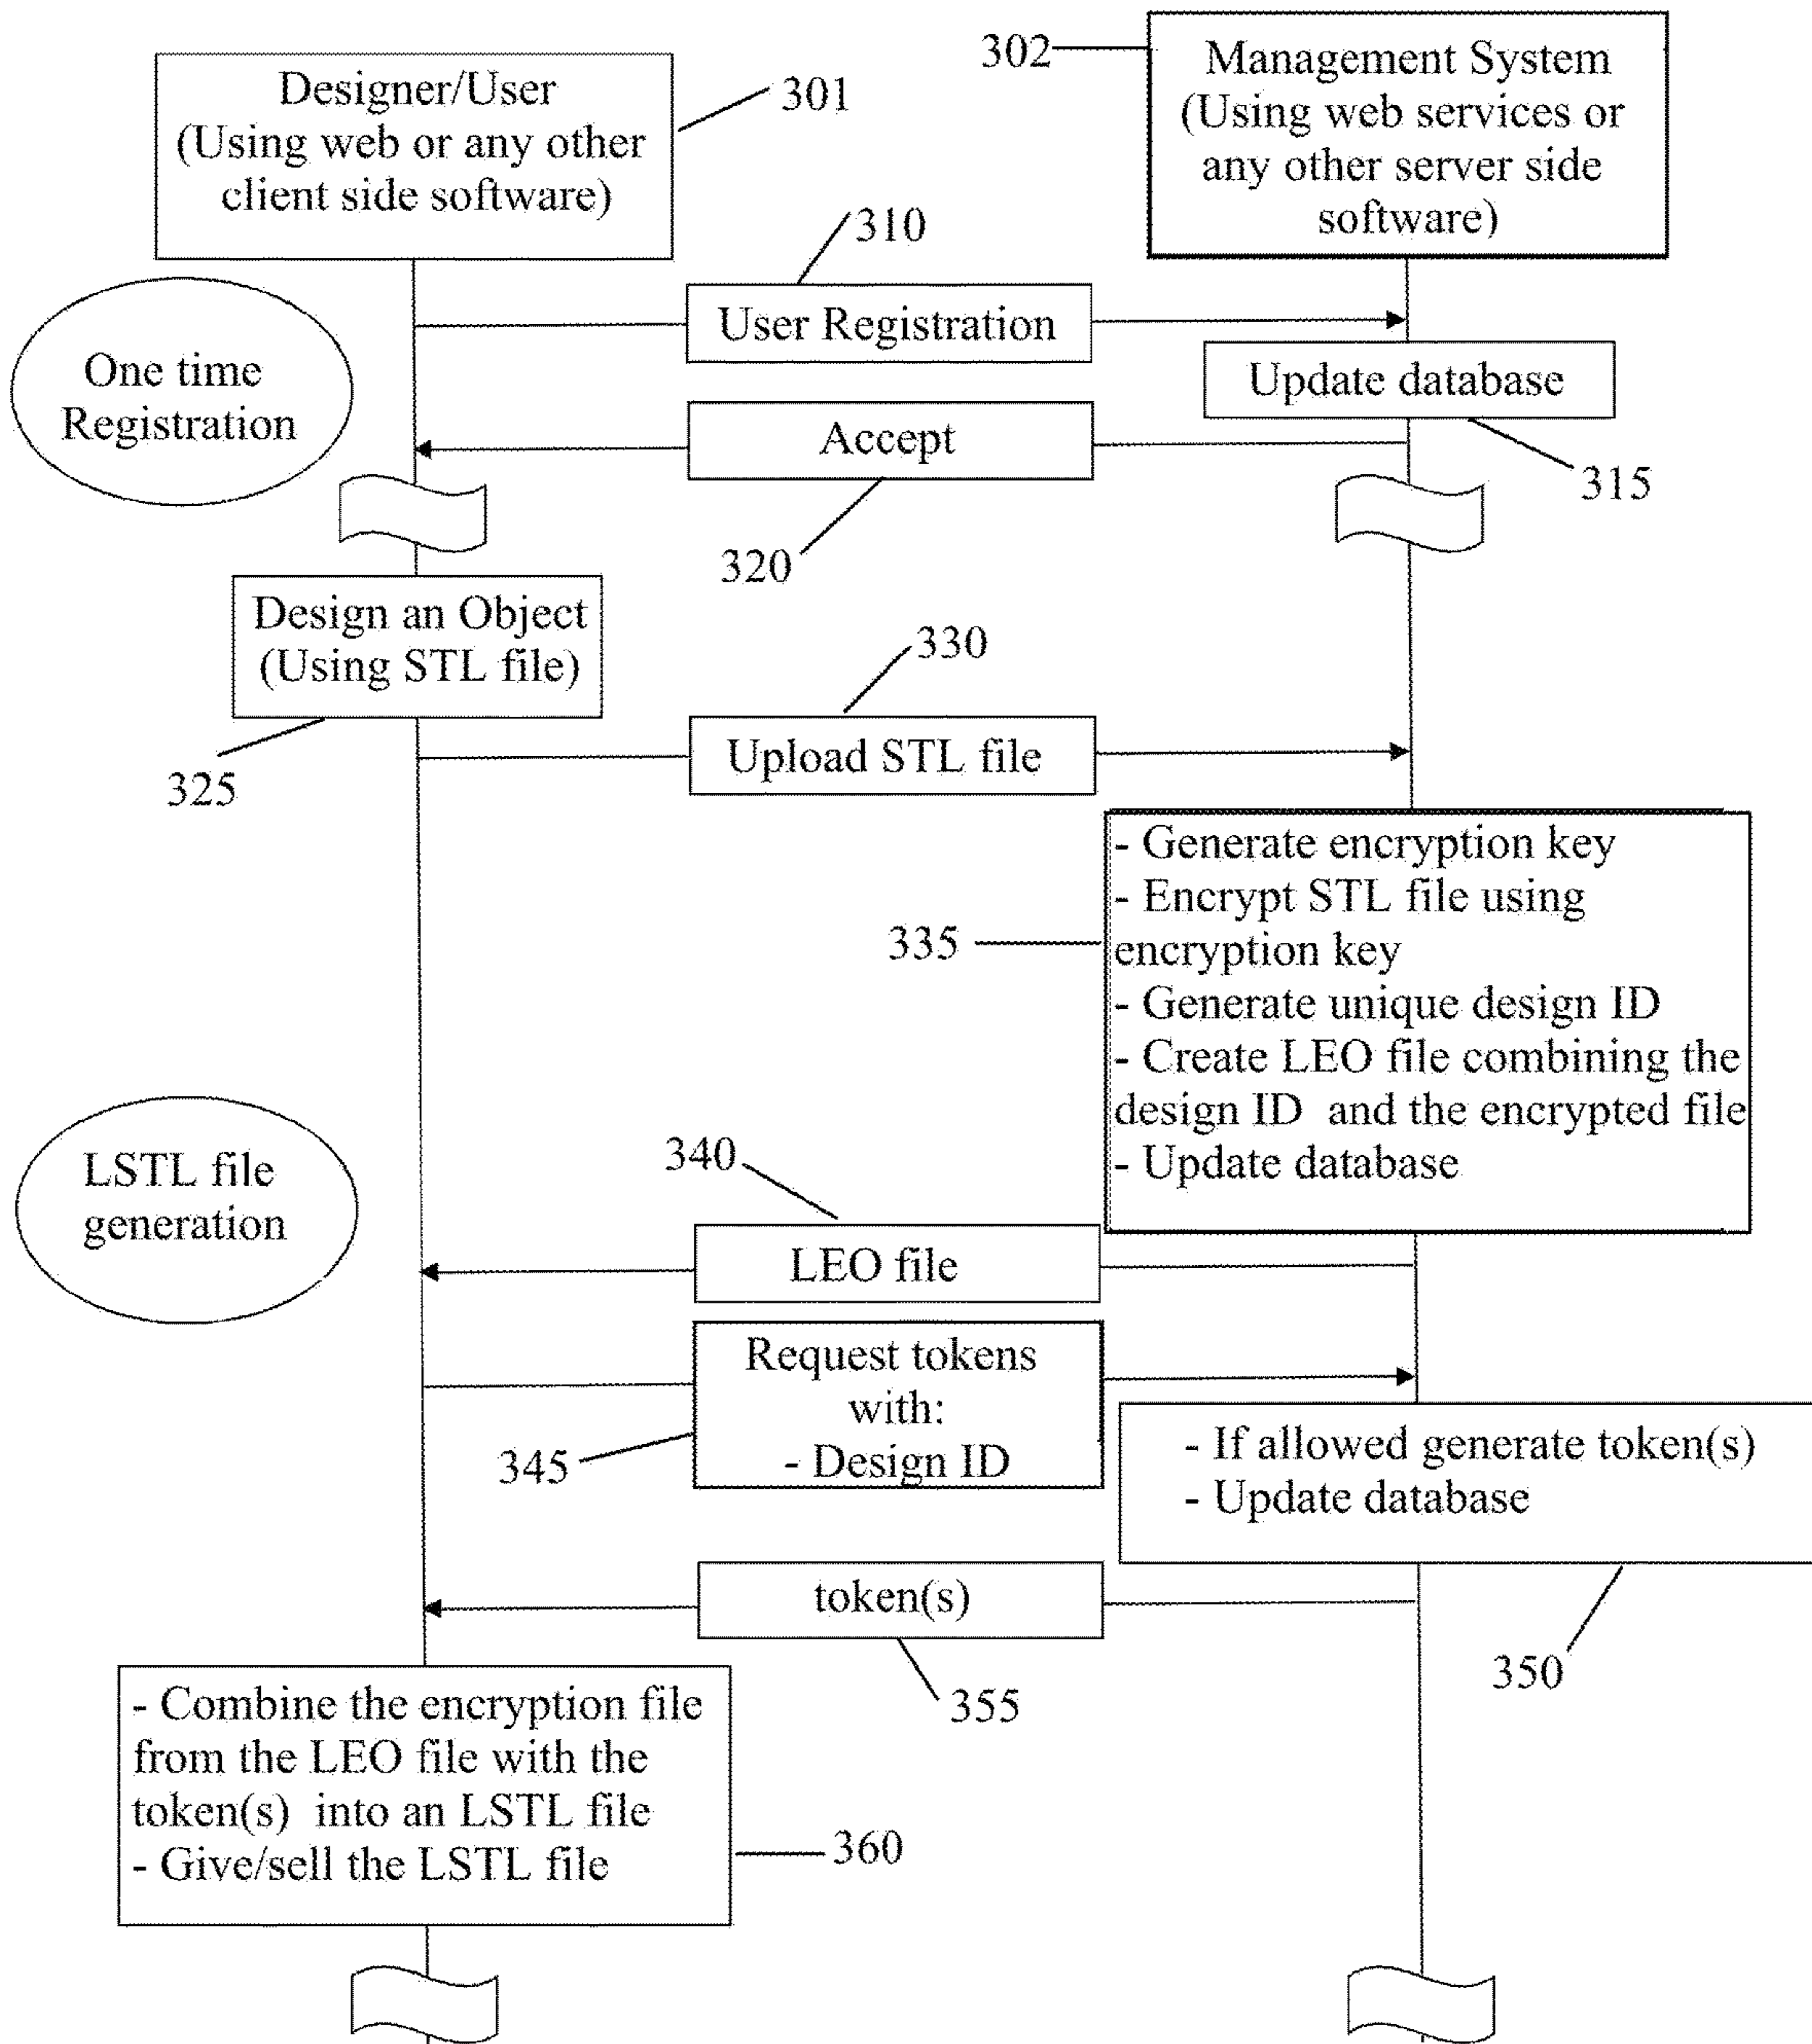 302
Management System
(Using web services or
any other server side
software)
Designer/User
(Using web or any other
client side software)
301
310
User Registration
One time
Registration
Update database
Accept
315
320
Design an Object
(Using STL file)
330
Upload STL file
325
- Generate encryption key
- Encrypt STL file using
encryption key
- Generate unique design ID
- Create LEO file combining the
design ID and the encrypted file
- Update database
335
340
LSTL file
generation
LEO file
Request tokens
with:
- Design ID
345
- If allowed generate token(s)
- Update database
token(s)
350
355
- Combine the encryption file
from the LEO file with the
token(s) into an LSTL file
- Give/sell the LSTL file
360